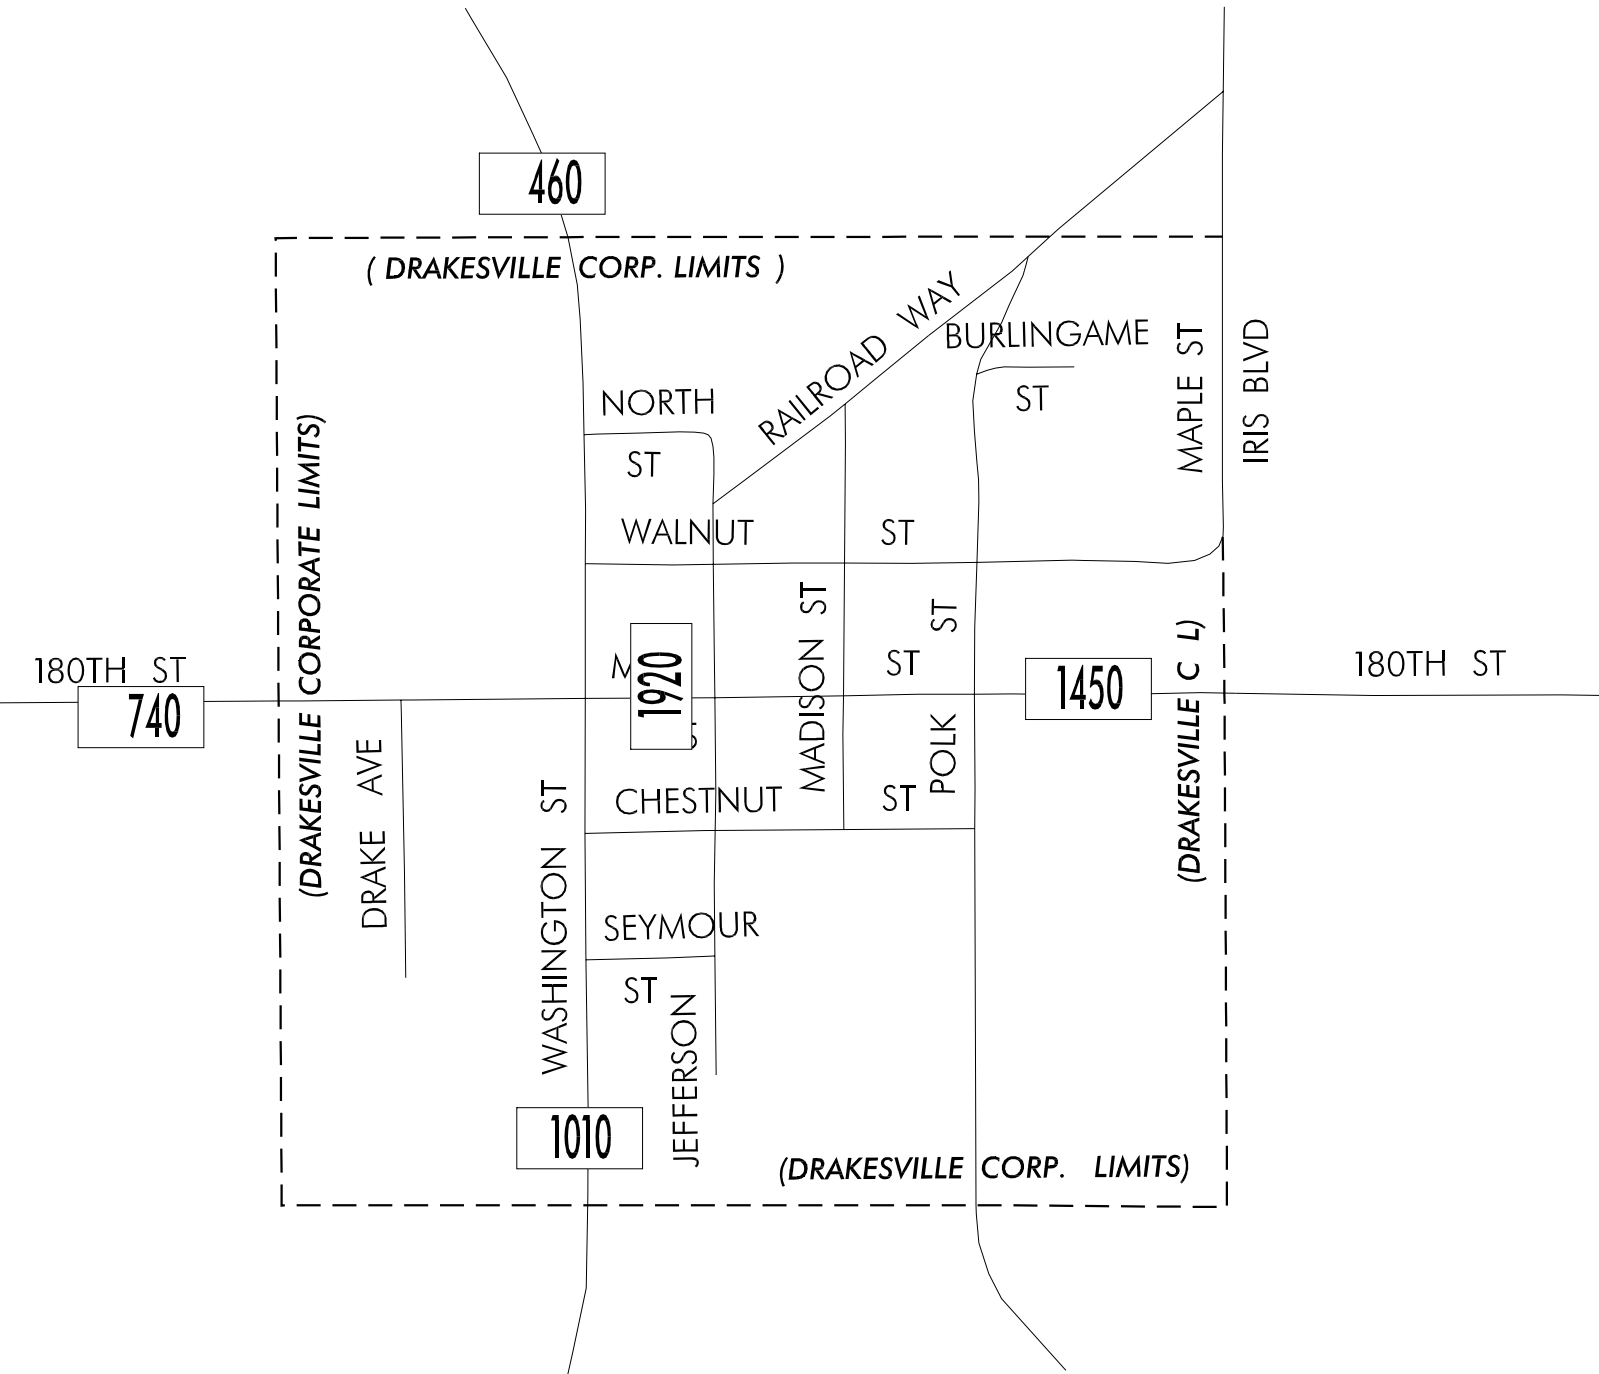 460
( DRAKESVILLE CORP. LIMITS )
RAILROAD WAY
BURLINGAME
ST
MAPLE ST
IRIS BLVD
NORTH
ST
(DRAKESVILLE CORPORATE LIMITS)
WALNUT ST
MADISON ST
POLK ST
(DRAKESVILLE C L)
180TH ST
740
1920
ST
1450
180TH ST
DRAKE AVE
WASHINGTON ST
CHESTNUT ST
SEYMOUR
ST
JEFFERSON
1010
(DRAKESVILLE CORP. LIMITS)